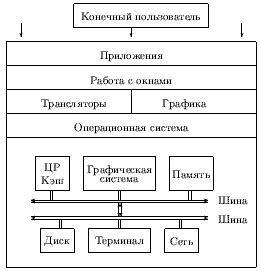 Конечный пользователь
Приложения
Работа с окнами
Трансляторы
Графика
Операционная система
ЦР
Кэш
Графическая
система
Память
Шина
Шина
Диск
Терминал
Сеть